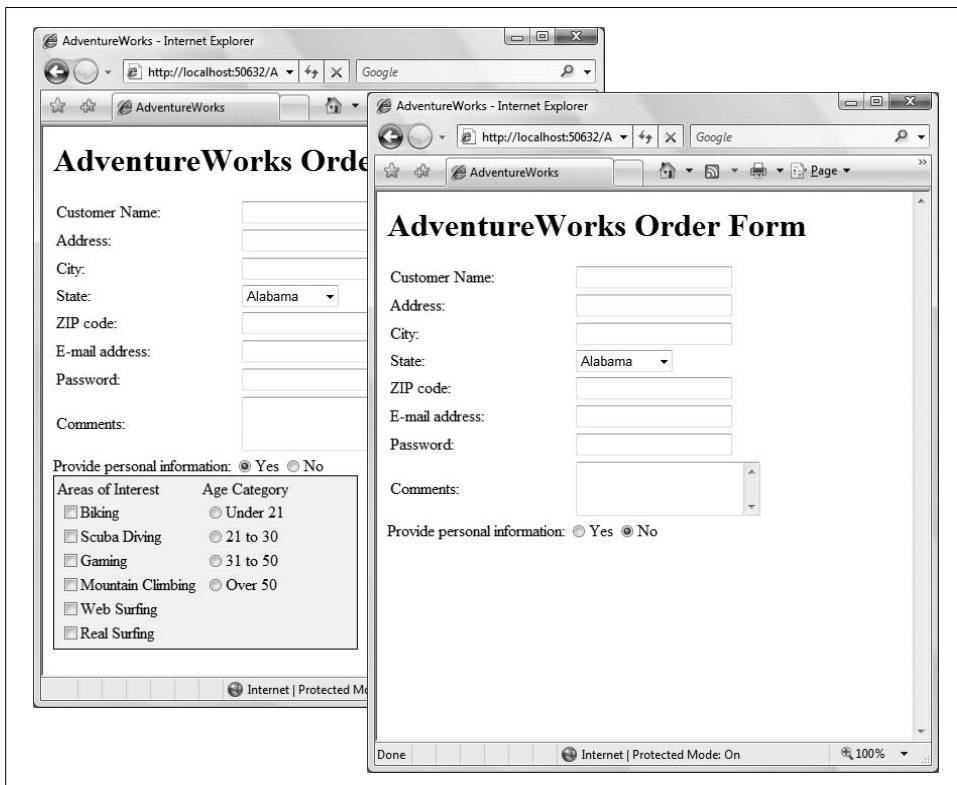 AdventureWorks - Internet Explorer
http://localhost:50632/A
Google
AdventureWorks
AdventureWorks Orde
Customer Name:
Address:
City:
State:
Alabama
ZIP code:
E-mail address:
Password:
Comments:
Provide personal information: Yes No
Areas of Interest Age Category
Biking Under 21
Scuba Diving 21 to 30
Gaming 31 to 50
Mountain Climbing Over 50
Web Surfing
Real Surfing
Internet | Protected Mo
AdventureWorks - Internet Explorer
http://localhost:50632/A
Google
AdventureWorks
Page
AdventureWorks Order Form
Customer Name:
Address:
City:
State:
Alabama
ZIP code:
E-mail address:
Password:
Comments:
Provide personal information: Yes No
Done
Internet | Protected Mode: On
100%